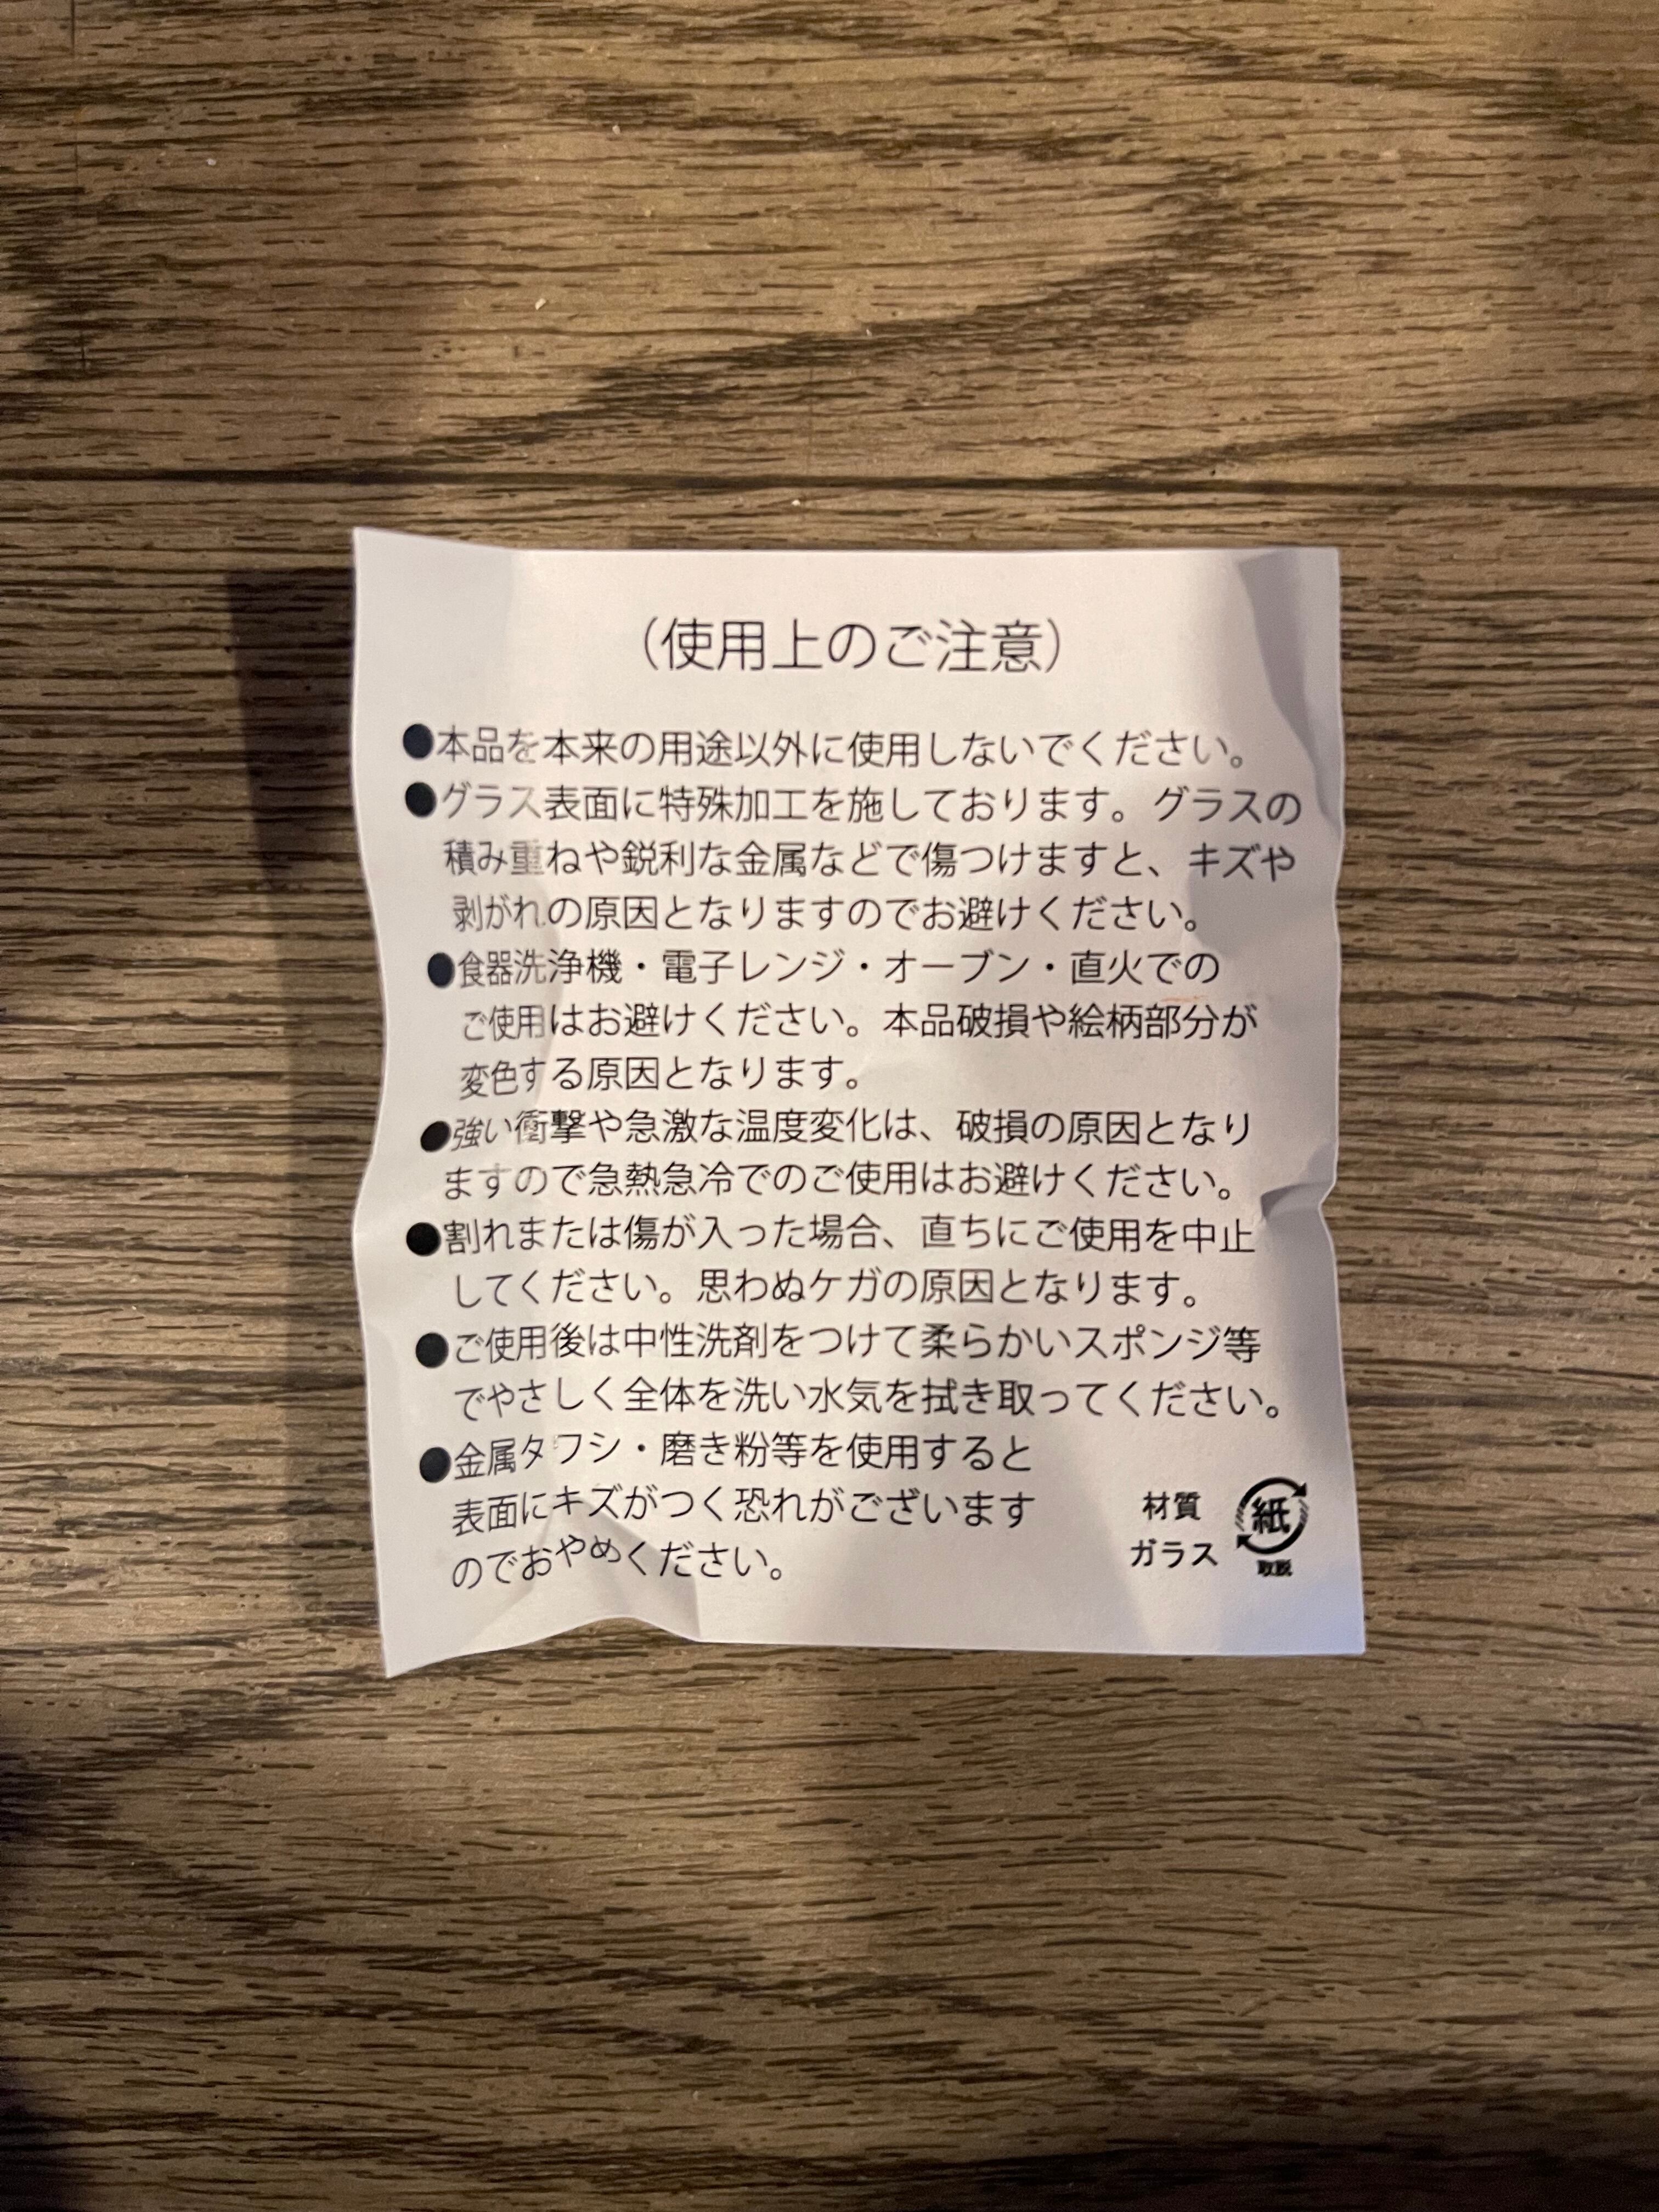 （使用上のご注意）
●本品を本来の用途以外に使用しないでください。
●グラス表面に特殊加工を施しております。グラスの
積み重ねや鋭利な金属などで傷つけますと、キズや
剥がれの原因となりますのでお避けください。
●食器洗浄機・電子レンジ・オーブン・直火での
ご使用はお避けください。本品破損や絵柄部分が
変色する原因となります。
●強い衝撃や急激な温度変化は、破損の原因となり
ますので急熱急冷でのご使用はお避けください。
●割れまたは傷が入った場合、直ちにご使用を中止
してください。思わぬケガの原因となります。
●ご使用後は中性洗剤をつけて柔らかいスポンジ等
でやさしく全体を洗い水気を拭き取ってください。
●金属タワシ・磨き粉等を使用すると
表面にキズがつく恐れがございます
のでおやめください。
材質
ガラス
紙
取説